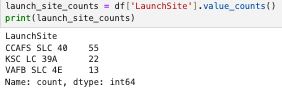 launch_site_counts = df['LaunchSite'].value_counts()
print(launch_site_counts)
LaunchSite
CCAFS SLC 40    55
KSC LC 39A      22
VAFB SLC 4E     13
Name: count, dtype: int64